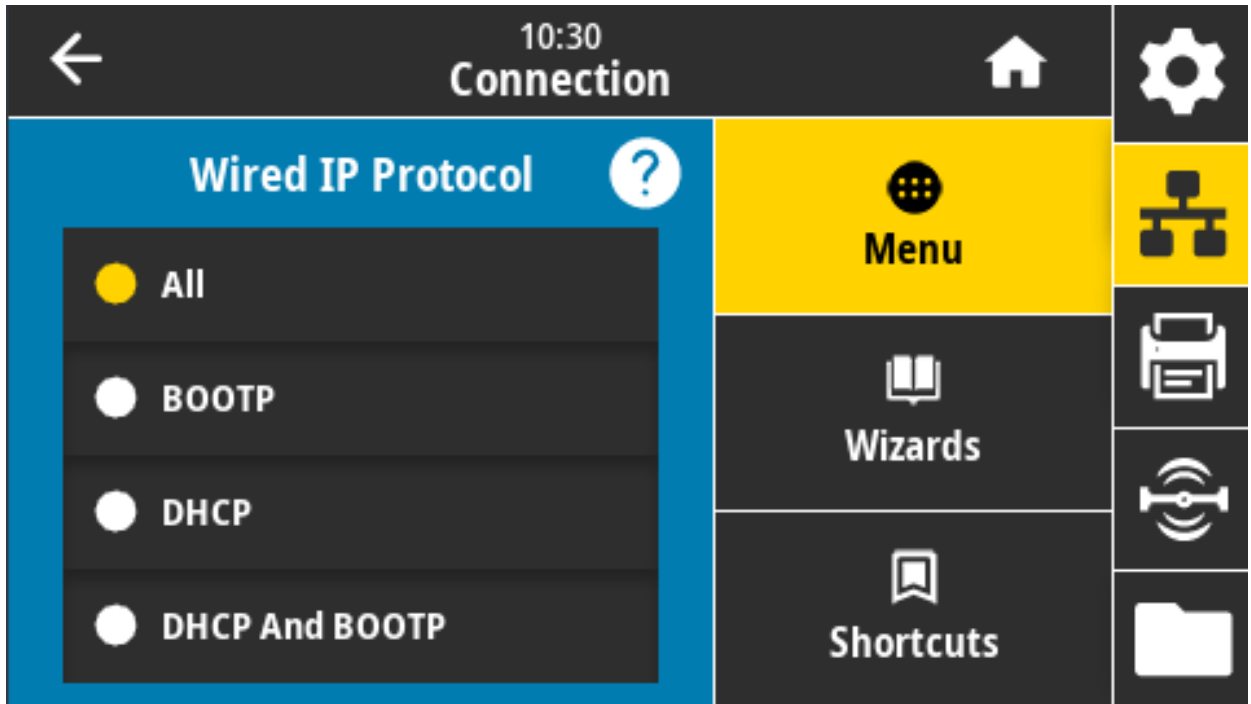 10:30
Connection
Wired IP Protocol
?
All
BOOTP
DHCP
DHCP And BOOTP
Menu
Wizards
Shortcuts